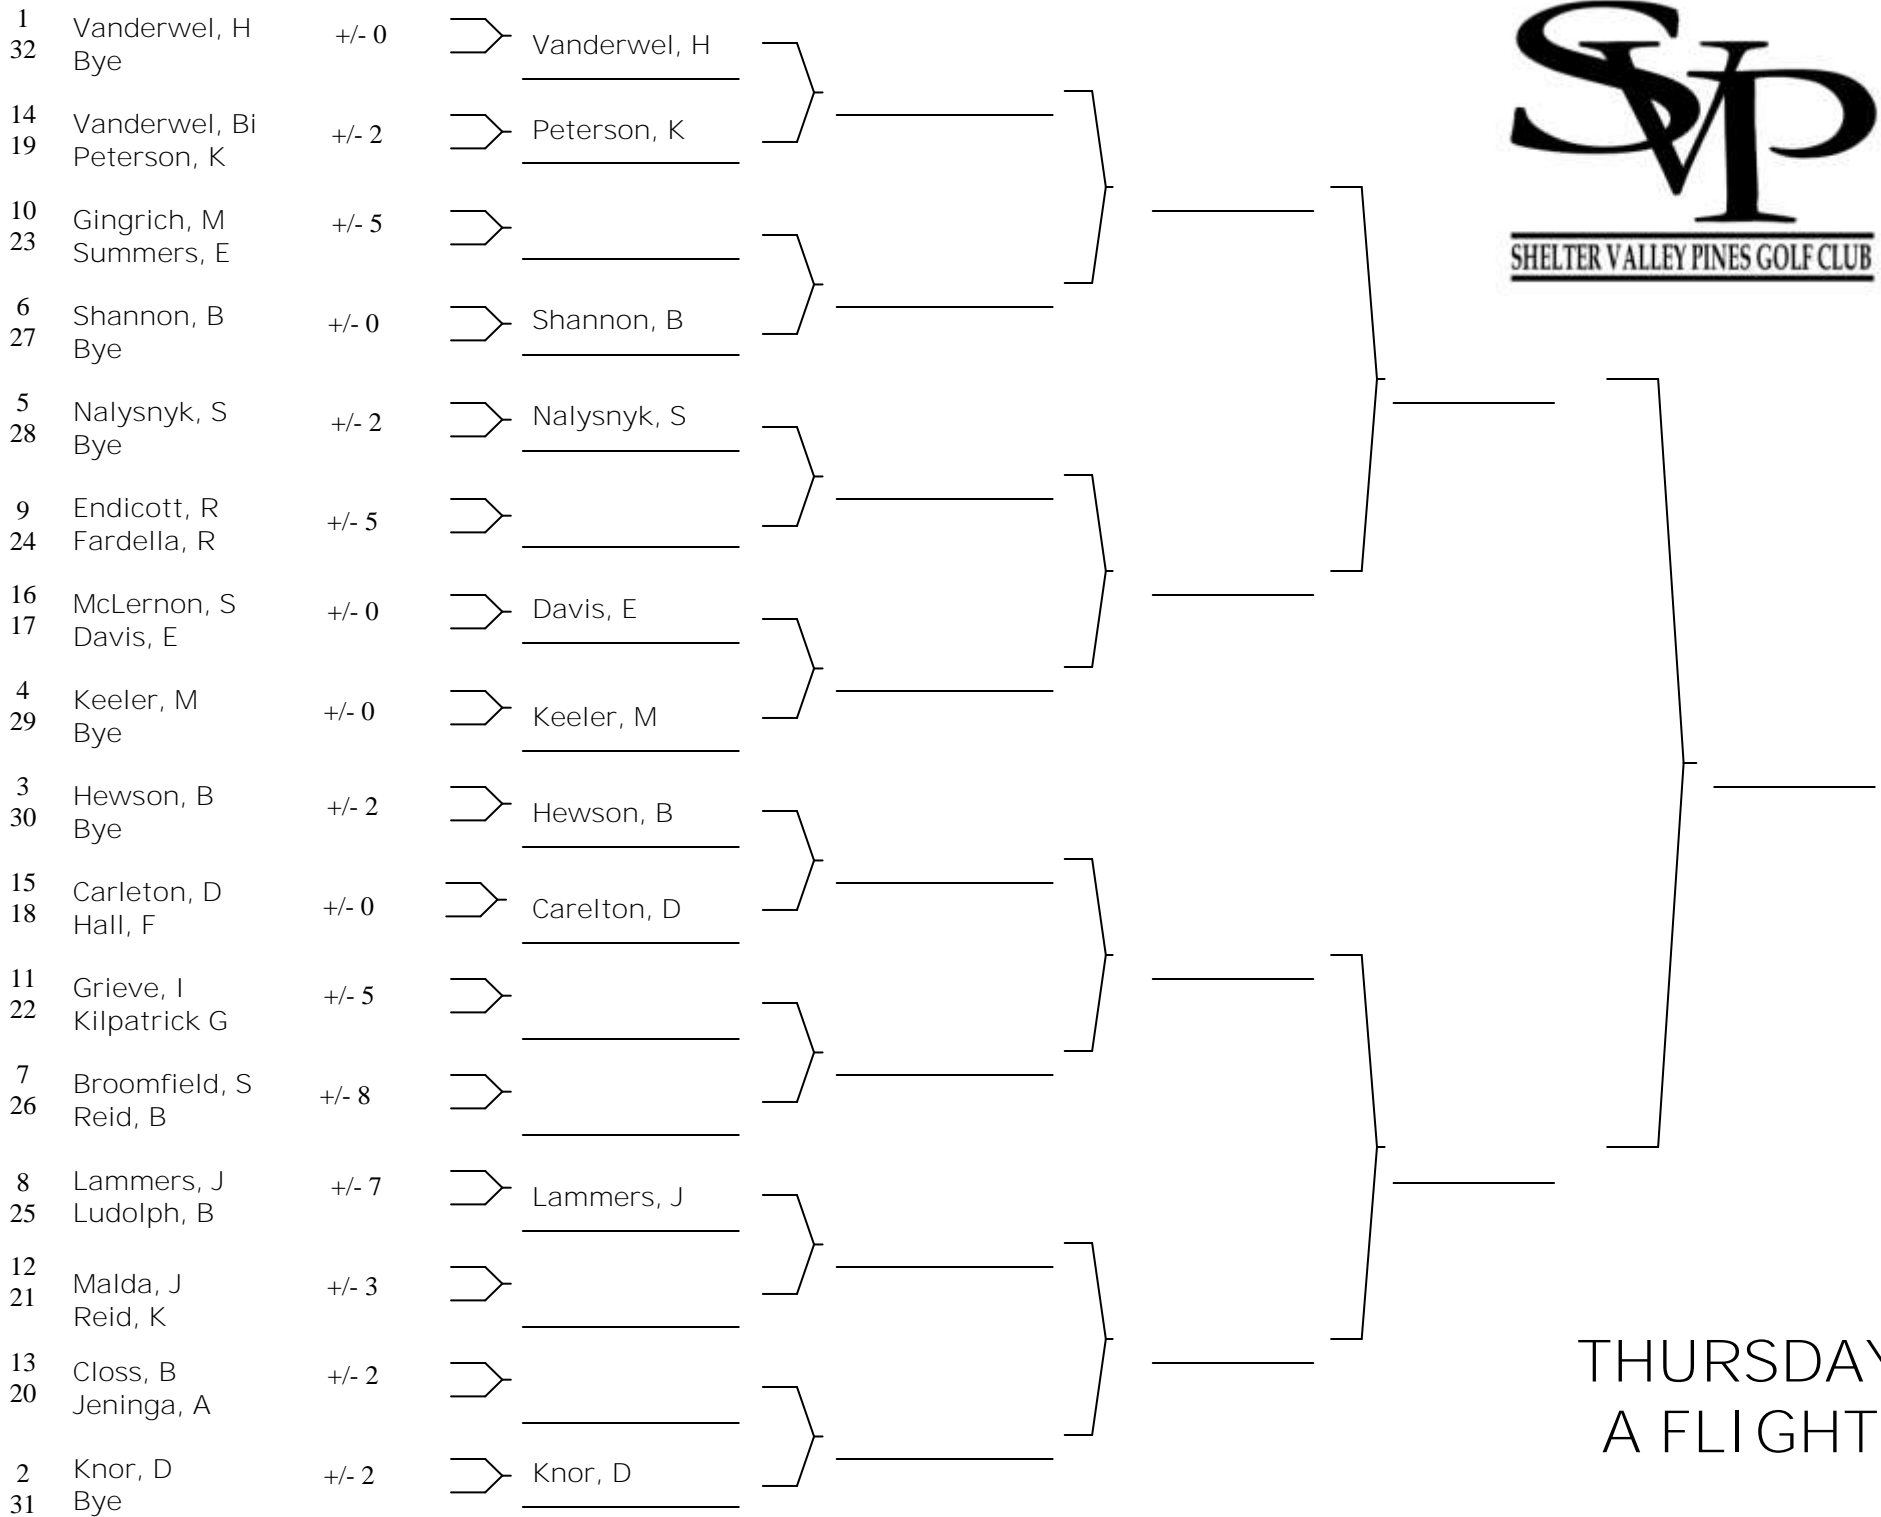 1 Vanderwel, H +/- 0 Vanderwel, H
32 Bye
14 Vanderwel, Bi +/- 2 Peterson, K
19 Peterson, K
10 Gingrich, M +/- 5
23 Summers, E
6 Shannon, B +/- 0 Shannon, B
27 Bye
5 Nalysnyk, S +/- 2 Nalysnyk, S
28 Bye
9 Endicott, R +/- 5
24 Fardella, R
16 McLernon, S +/- 0 Davis, E
17 Davis, E
4 Keeler, M +/- 0 Keeler, M
29 Bye
3 Hewson, B +/- 2 Hewson, B
30 Bye
15 Carleton, D +/- 0 Carelton, D
18 Hall, F
11 Grieve, I +/- 5
22 Kilpatrick G
7 Broomfield, S +/- 8
26 Reid, B
8 Lammers, J +/- 7 Lammers, J
25 Ludolph, B
12 Malda, J +/- 3
21 Reid, K
13 Closs, B +/- 2
20 Jeninga, A
2 Knor, D +/- 2 Knor, D
31 Bye
SVP
SHELTER VALLEY PINES GOLF CLUB
THURSDAY
A FLIGHT